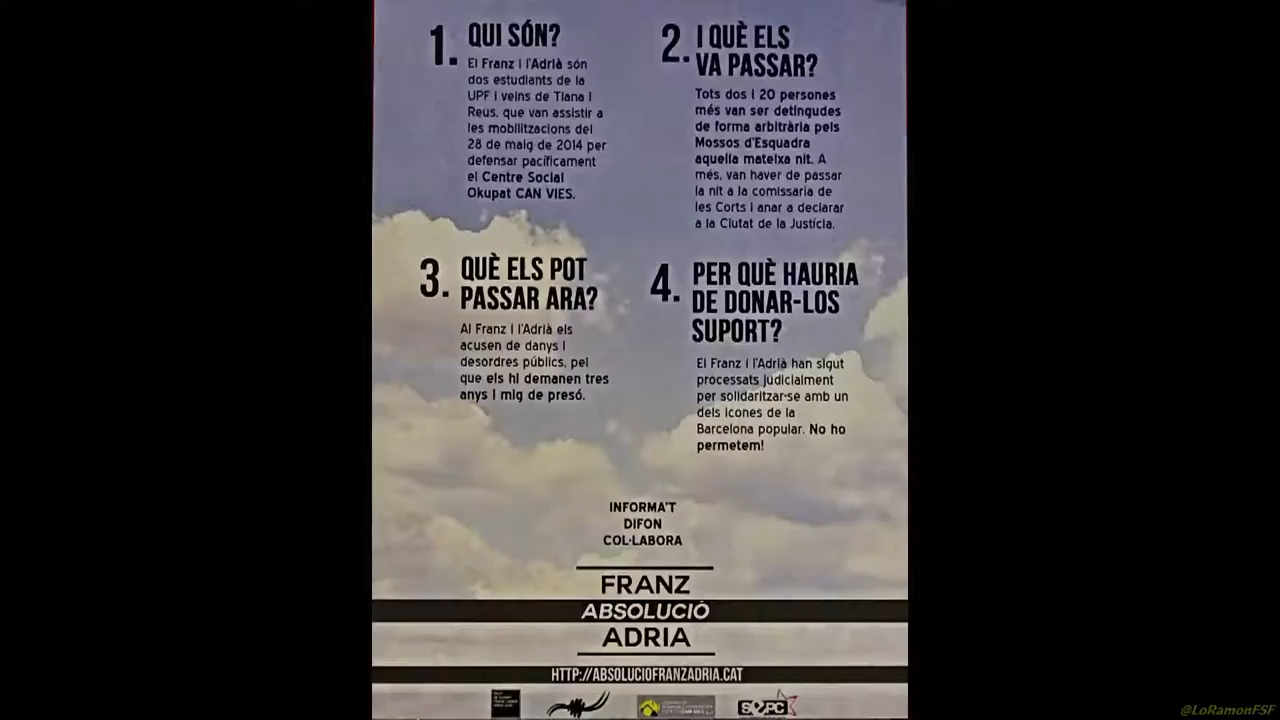 1. QUI SÓN?
El Franz i l'Adrià són
dos estudiants de la
UPF i veïns de Tiana i
Reus, que van assistir a
les mobilitzacions del
28 de maig de 2014 per
defensar pacíficament
el Centre Social
Okupat CAN VIES.
2. I QUÈ ELS
VA PASSAR?
Tots dos i 20 persones
més van ser detingudes
de forma arbitrària pels
Mossos d'Esquadra
aquella mateixa nit. A
més, van haver de passar
la nit a la comissaria de
les Corts i anar a declarar
a la Ciutat de la Justícia.
3. QUÈ ELS POT
PASSAR ARA?
Al Franz i l'Adrià els
acusen de danys i
desordres públics, pel
que els hi demanen tres
anys i mig de presó.
4. PER QUÈ HAURIA
DE DONAR-LOS
SUPORT?
El Franz i l'Adrià han sigut
processats judicialment
per solidaritzar-se amb un
dels icones de la
Barcelona popular. No ho
permetem!
INFORMA'T
DIFON
COL·LABORA
FRANZ
ABSOLUCIÓ
ADRIA
HTTP://ABSOLUCIOFRANZADRIA.CAT
SEPC
@LoRamonFSF